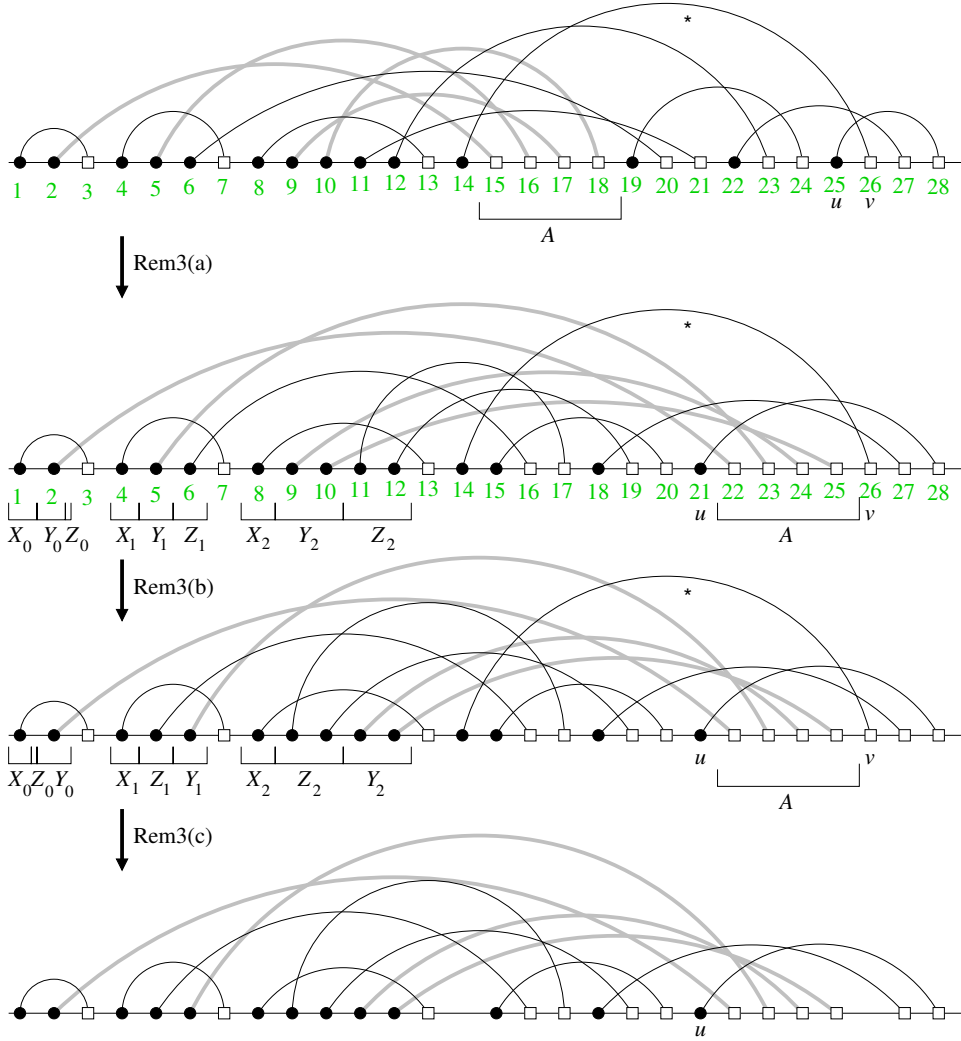 *
1 2 3 4 5 6 7 8 9 10 11 12 13 14 15 16 17 18 19 20 21 22 23 24 25 26 27 28
u v
A
Rem3(a)
*
1 2 3 4 5 6 7 8 9 10 11 12 13 14 15 16 17 18 19 20 21 22 23 24 25 26 27 28
u v
X0 Y0 Z0 X1 Y1 Z1 X2 Y2 Z2 A
Rem3(b)
*
u v
X0 Z0 Y0 X1 Z1 Y1 X2 Z2 Y2
A
Rem3(c)
u